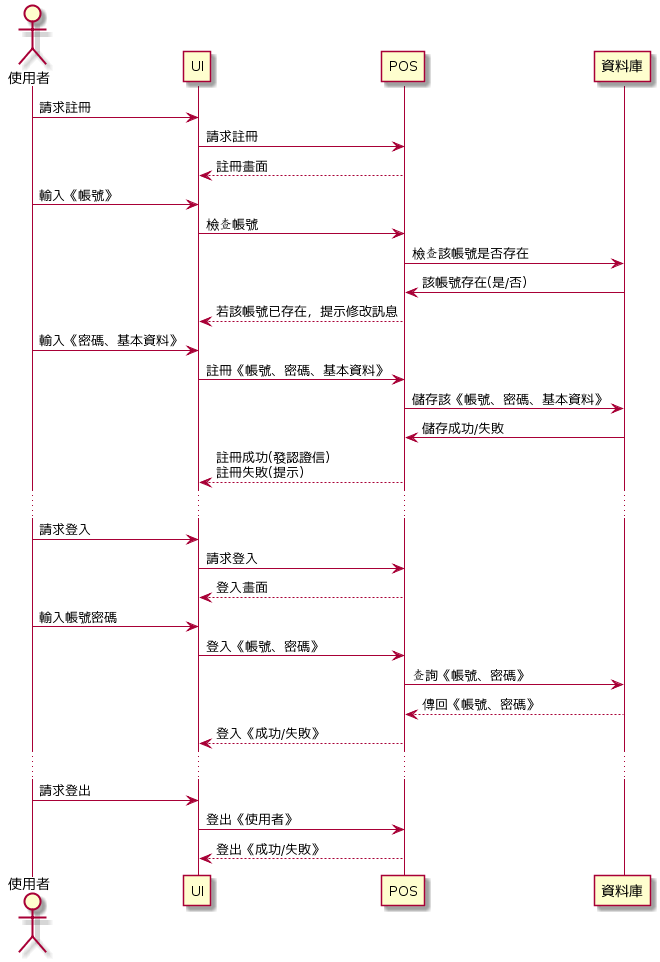 使用者
UI
POS
資料庫
請求註冊
請求註冊
註冊畫面
輸入《帳號》
檢查帳號
檢查該帳號是否存在
該帳號存在(是/否)
若該帳號已存在，提示修改訊息
輸入《密碼、基本資料》
註冊《帳號、密碼、基本資料》
儲存該《帳號、密碼、基本資料》
儲存成功/失敗
註冊成功(發認證信)
註冊失敗(提示)
請求登入
請求登入
登入畫面
輸入帳號密碼
登入《帳號、密碼》
查詢《帳號、密碼》
傳回《帳號、密碼》
登入《成功/失敗》
請求登出
登出《使用者》
登出《成功/失敗》
使用者
UI
POS
資料庫